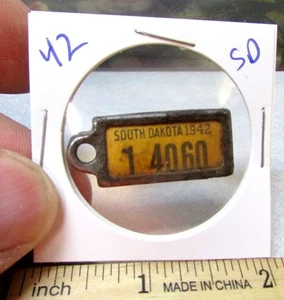 42 SD
SOUTH DAKOTA 1942
1 4060
inch 1 MADE IN CHINA 2